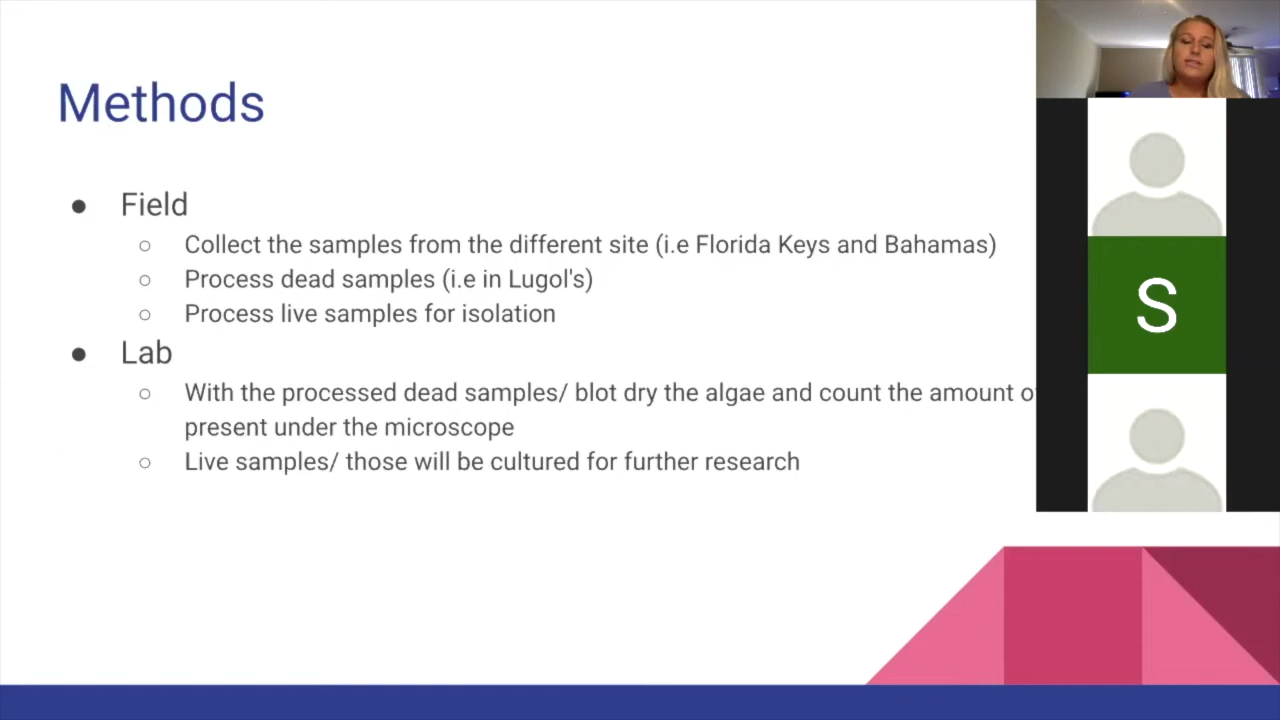 Methods
● Field
○ Collect the samples from the different site (i.e Florida Keys and Bahamas)
○ Process dead samples (i.e in Lugol's)
○ Process live samples for isolation
● Lab
○ With the processed dead samples/ blot dry the algae and count the amount
present under the microscope
○ Live samples/ those will be cultured for further research
S